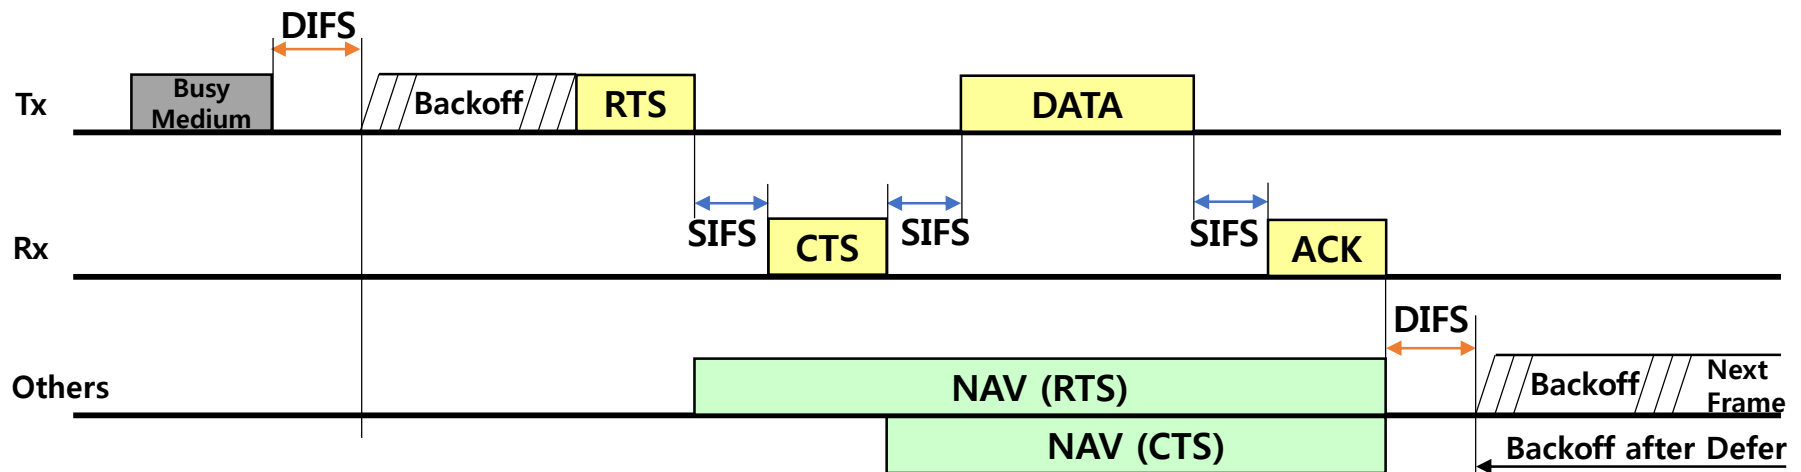 DIFS
Tx
Busy
Medium
Backoff
RTS
DATA
SIFS
SIFS
SIFS
Rx
CTS
ACK
DIFS
Others
NAV (RTS)
Backoff
Next
Frame
NAV (CTS)
Backoff after Defer